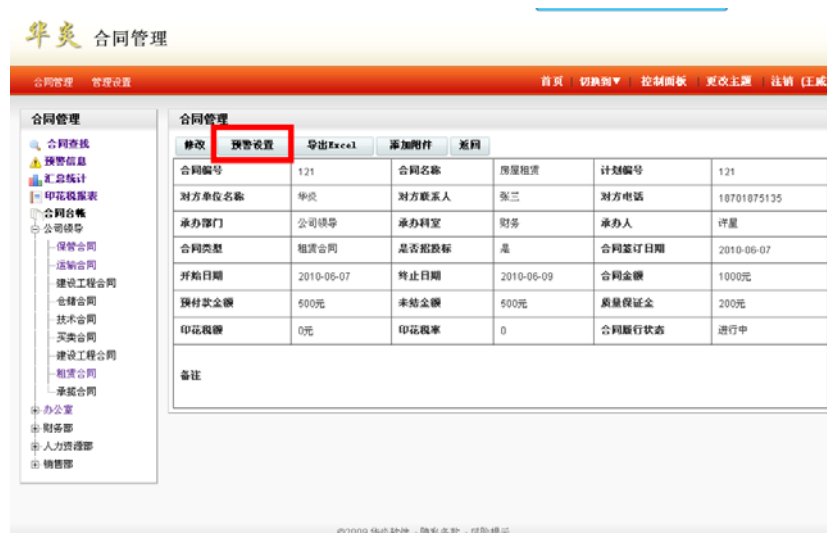 华炎 合同管理
合同管理 管理设置 首页 切换到▼ 控制面板 更改主题 注销 (王威
合同管理
合同查找
预警信息
汇总统计
印花税报表
合同台帐
公司领导
保管合同
运输合同
建设工程合同
仓储合同
技术合同
买卖合同
建设工程合同
租赁合同
承揽合同
办公室
财务部
人力资源部
销售部
合同管理
修改 预警设置 导出Excel 添加附件 返回
合同编号 121 合同名称 房屋租赁 计划编号 121
对方单位名称 华炎 对方联系人 张三 对方电话 18701875135
承办部门 公司领导 承办科室 财务 承办人 许星
合同类型 租赁合同 是否招投标 是 合同签订日期 2010-06-07
开始日期 2010-06-07 终止日期 2010-06-09 合同金额 1000元
预付款金额 500元 未结金额 500元 质量保证金 200元
印花税额 0元 印花税率 0 合同履行状态 进行中
备注
©2009 华炎软件 - 隐私条款 - 风险提示